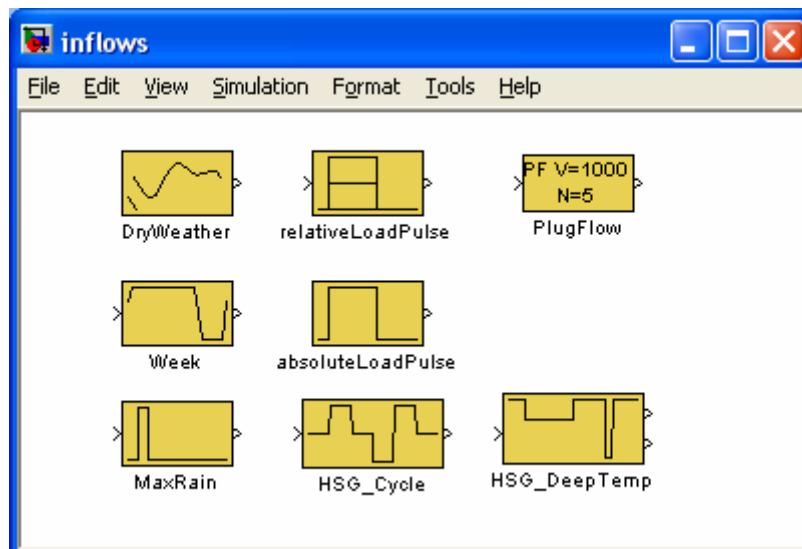 inflows
File Edit View Simulation Format Tools Help
PF V=1000
N=5
DryWeather relativeLoadPulse PlugFlow
Week absoluteLoadPulse
MaxRain HSG_Cycle HSG_DeepTemp